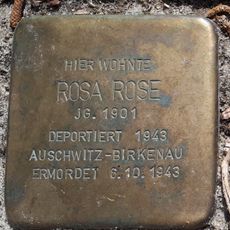 HIER WOHNTE
ROSA ROSE
JG. 1901
DEPORTIERT 1943
AUSCHWITZ-BIRKENAU
ERMORDET 6.10.1943